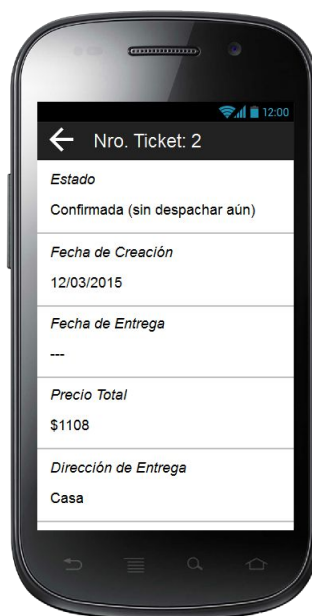 12:00
Nro. Ticket: 2
Estado
Confirmada (sin despachar aún)
Fecha de Creación
12/03/2015
Fecha de Entrega
---
Precio Total
$1108
Dirección de Entrega
Casa